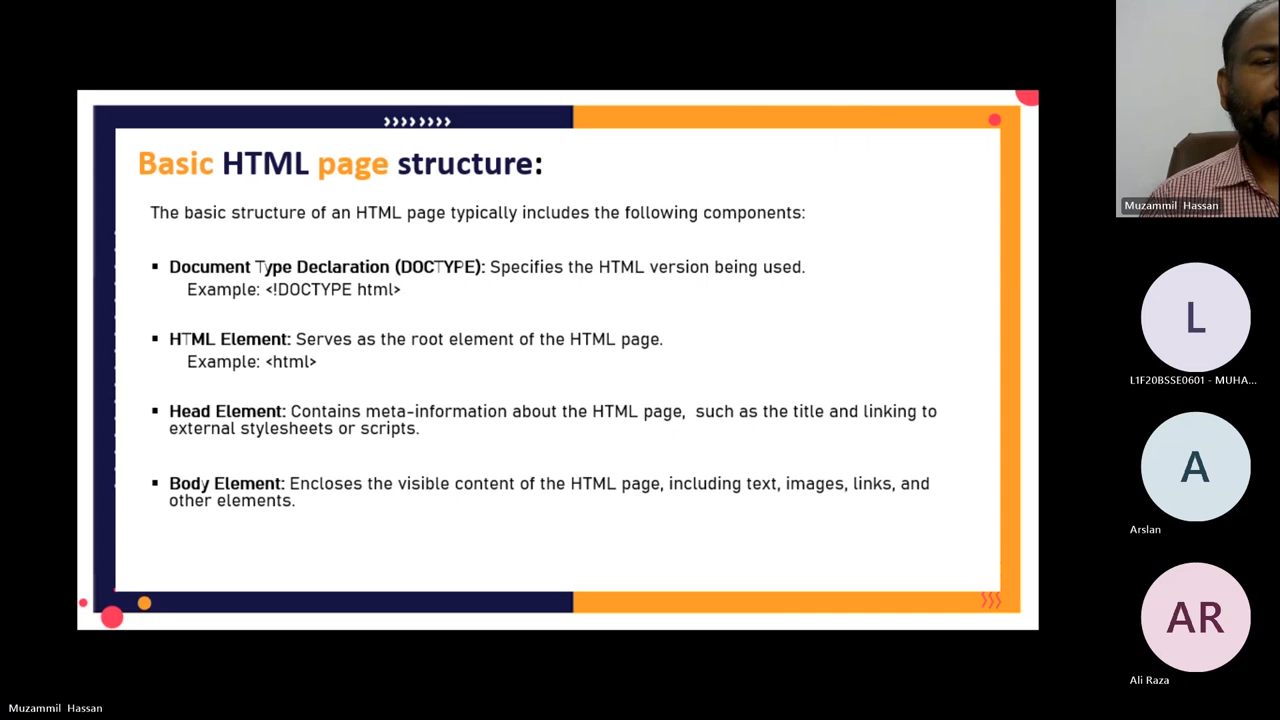 Basic HTML page structure:
The basic structure of an HTML page typically includes the following components:
▪ Document Type Declaration (DOCTYPE): Specifies the HTML version being used.
Example: <!DOCTYPE html>
▪ HTML Element: Serves as the root element of the HTML page.
Example: <html>
▪ Head Element: Contains meta-information about the HTML page, such as the title and linking to
external stylesheets or scripts.
▪ Body Element: Encloses the visible content of the HTML page, including text, images, links, and
other elements.
Muzammil Hassan
L
L1F20BSSE0601 - MUHA...
A
Arslan
AR
Ali Raza
Muzammil Hassan